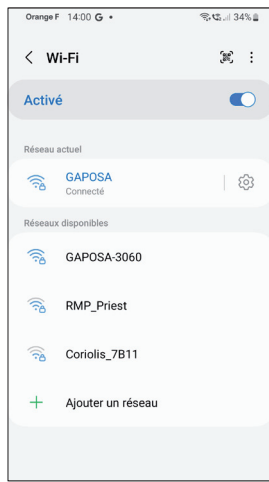 Orange F 14:00 G • 34%
Wi-Fi
Activé
Réseau actuel
GAPOSA
Connecté
Réseaux disponibles
GAPOSA-3060
RMP_Priest
Coriolis_7B11
Ajouter un réseau